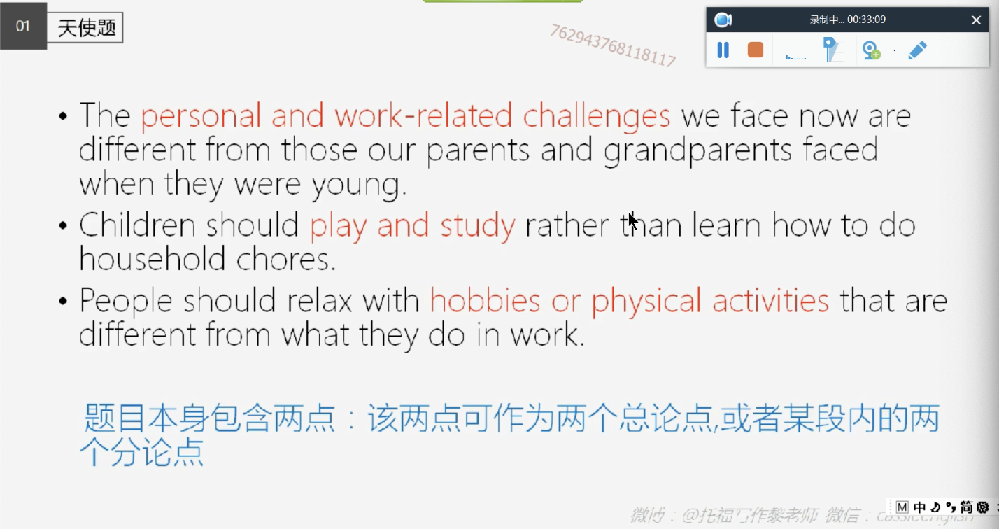 01
天使题
762943768118117
录制中... 00:33:09
• The personal and work-related challenges we face now are
different from those our parents and grandparents faced
when they were young.
• Children should play and study rather than learn how to do
household chores.
• People should relax with hobbies or physical activities that are
different from what they do in work.
题目本身包含两点：该两点可作为两个总论点,或者某段内的两
个分论点
M 中 简
微博：@托福写作黎老师 微信：